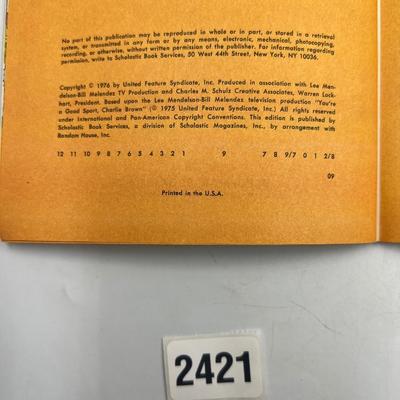 No part of this publication may be reproduced in whole or in part, or stored in a retrieval
system, or transmitted in any form or by any means, electronic, mechanical, photocopying,
recording, or otherwise, without written permission of the publisher. For information regarding
permission, write to Scholastic Book Services, 50 West 44th Street, New York, NY 10036.
Copyright © 1976 by United Feature Syndicate, Inc. Produced in association with Lee Men-
delson-Bill Melendez TV Production and Charles M. Schulz Creative Associates, Warren Lock-
hart, President. Based upon the Lee Mendelson-Bill Melendez television production "You're
a Good Sport, Charlie Brown" (© 1975 United Feature Syndicate, Inc.) All rights reserved
under International and Pan-American Copyright Conventions. This edition is published by
Scholastic Book Services, a division of Scholastic Magazines, Inc., by arrangement with
Random House, Inc.
12 11 10 9 8 7 6 5 4 3 2 1 9 7 8 9/7 0 1 2/8
09
Printed in the U.S.A.
2421